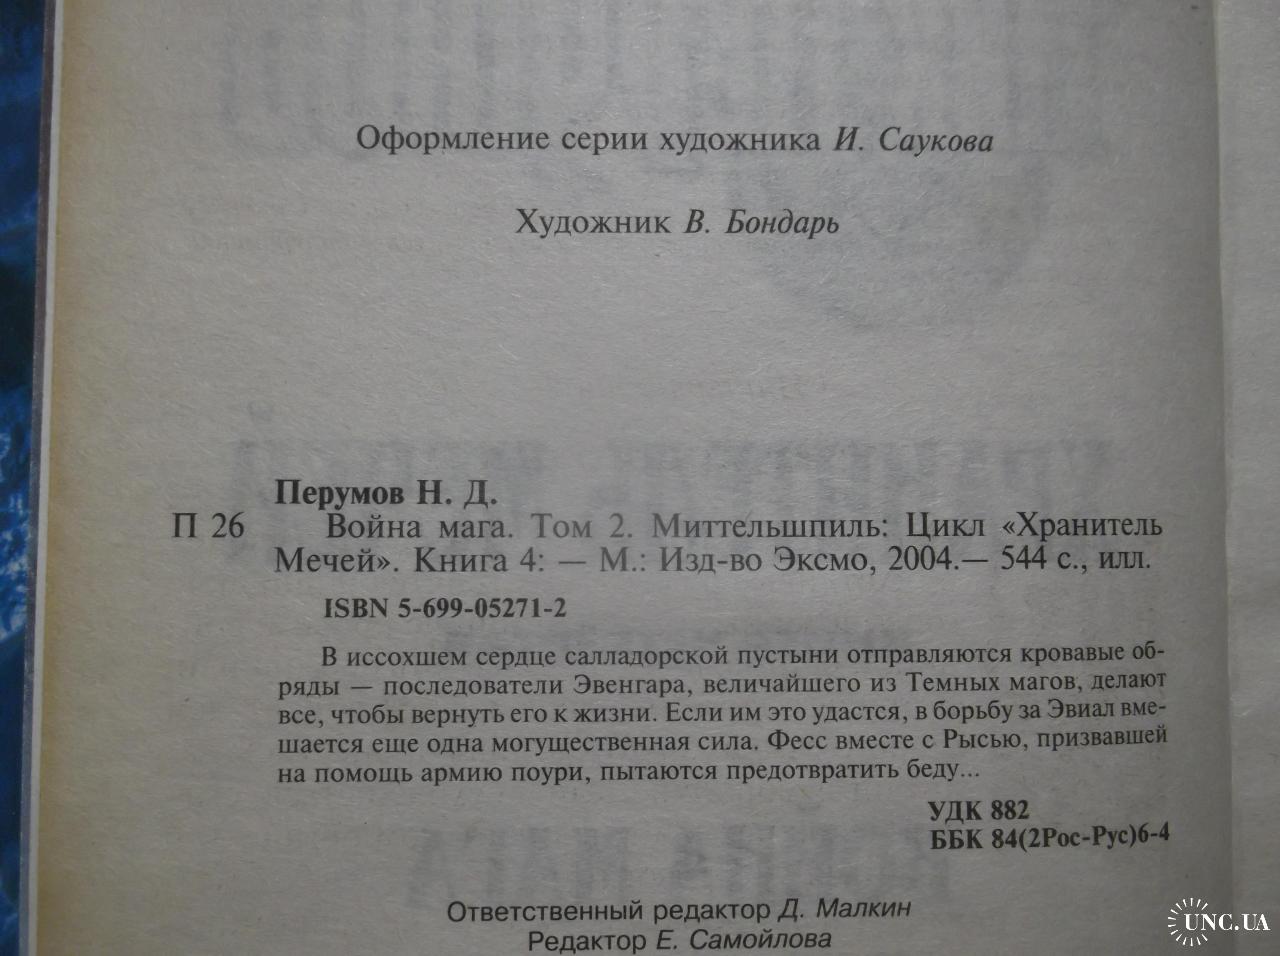 Оформление серии художника И. Саукова
Художник В. Бондарь
Перумов Н. Д.
П 26 Война мага. Том 2. Миттельшпиль: Цикл «Хранитель
Мечей». Книга 4: — М.: Изд-во Эксмо, 2004.— 544 с., илл.
ISBN 5-699-05271-2
В иссохшем сердце салладорской пустыни отправляются кровавые об-
ряды — последователи Эвенгара, величайшего из Темных магов, делают
все, чтобы вернуть его к жизни. Если им это удастся, в борьбу за Эвиал вме-
шается еще одна могущественная сила. Фесс вместе с Рысью, призвавшей
на помощь армию поури, пытаются предотвратить беду...
УДК 882
ББК 84(2Рос-Рус)6-4
Ответственный редактор Д. Малкин
Редактор Е. Самойлова
UNC.UA